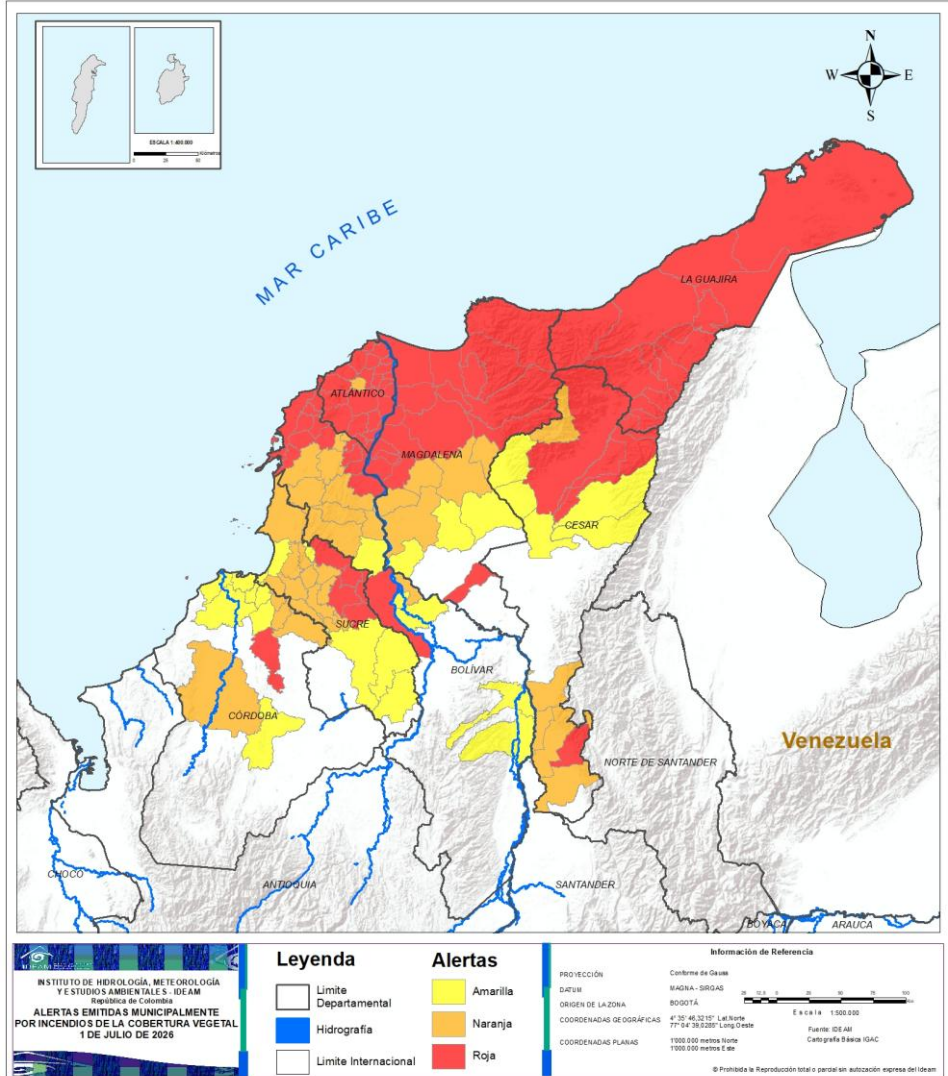 N
W E
S
ESCALA 1:400.000
Kilómetros
MAR CARIBE
LA GUAJIRA
ATLÁNTICO
MAGDALENA
CESAR
SUCRE
BOLÍVAR
CÓRDOBA
Venezuela
NORTE DE SANTANDER
CHOCÓ
ANTIOQUIA
SANTANDER
BOYACÁ
ARAUCA
IDEAM
INSTITUTO DE HIDROLOGÍA, METEOROLOGÍA
Y ESTUDIOS AMBIENTALES - IDEAM
República de Colombia
ALERTAS EMITIDAS MUNICIPALMENTE
POR INCENDIOS DE LA COBERTURA VEGETAL
1 DE JULIO DE 2026
Leyenda
Limite
Departamental
Hidrografía
Limite Internacional
Alertas
Amarilla
Naranja
Roja
Información de Referencia
PROYECCIÓN Conforme de Gauss
DATUM MAGNA - SIRGAS
ORIGEN DE LA ZONA BOGOTÁ
COORDENADAS GEOGRÁFICAS 4° 35' 46,3215" Lat.Norte
77° 04' 39,0285" Long.Oeste
COORDENADAS PLANAS 1'000.000 metros Norte
1'000.000 metros Este
Escala 1:500.000
Fuente: IDEAM
Cartografía Básica IGAC
© Prohibida la Reproducción total o parcial sin autozación expresa del Ideam